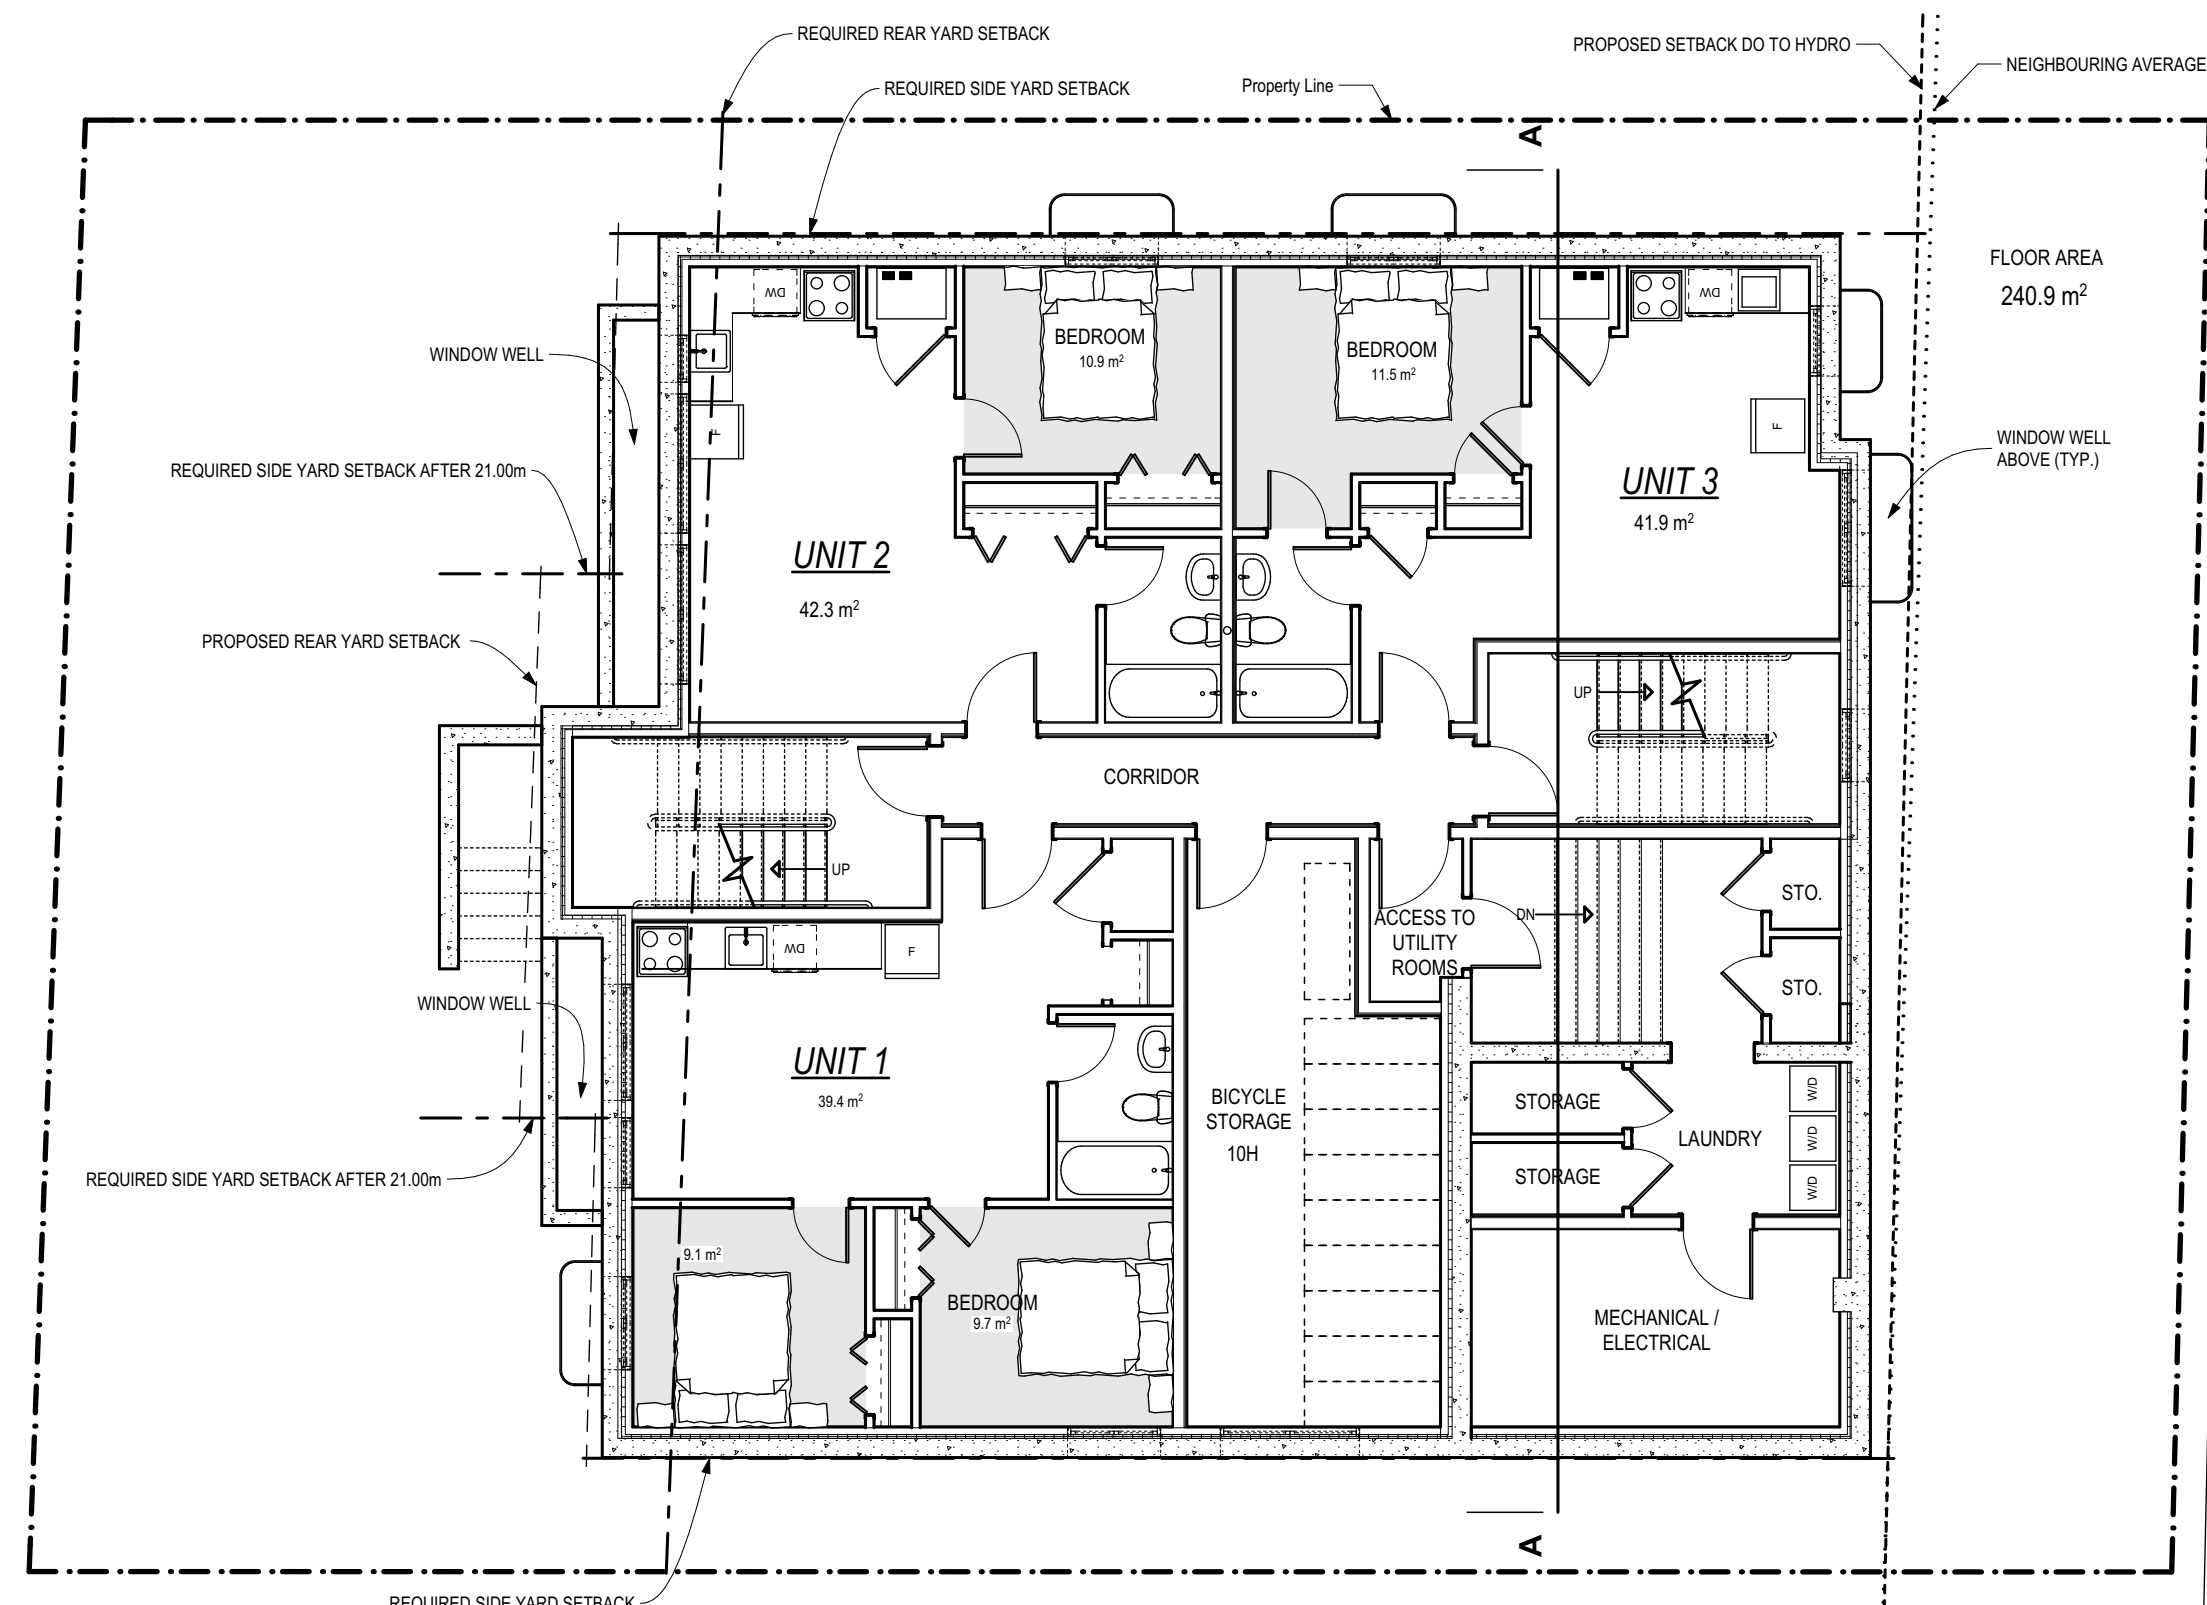 REQUIRED REAR YARD SETBACK
PROPOSED SETBACK DO TO HYDRO
NEIGHBOURING AVERAGE
REQUIRED SIDE YARD SETBACK
Property Line
A
FLOOR AREA
240.9 m²
DW
DW
BEDROOM
10.9 m²
BEDROOM
11.5 m²
WINDOW WELL
F
F
WINDOW WELL
ABOVE (TYP.)
REQUIRED SIDE YARD SETBACK AFTER 21.00m
UNIT 3
41.9 m²
UNIT 2
42.3 m²
PROPOSED REAR YARD SETBACK
UP
CORRIDOR
UP
STO.
ACCESS TO
UTILITY
ROOMS
DN
DW
F
STO.
WINDOW WELL
UNIT 1
39.4 m²
BICYCLE
STORAGE
10H
STORAGE
W/D
LAUNDRY
W/D
STORAGE
W/D
REQUIRED SIDE YARD SETBACK AFTER 21.00m
9.1 m²
BEDROOM
9.7 m²
MECHANICAL /
ELECTRICAL
A
REQUIRED SIDE YARD SETBACK